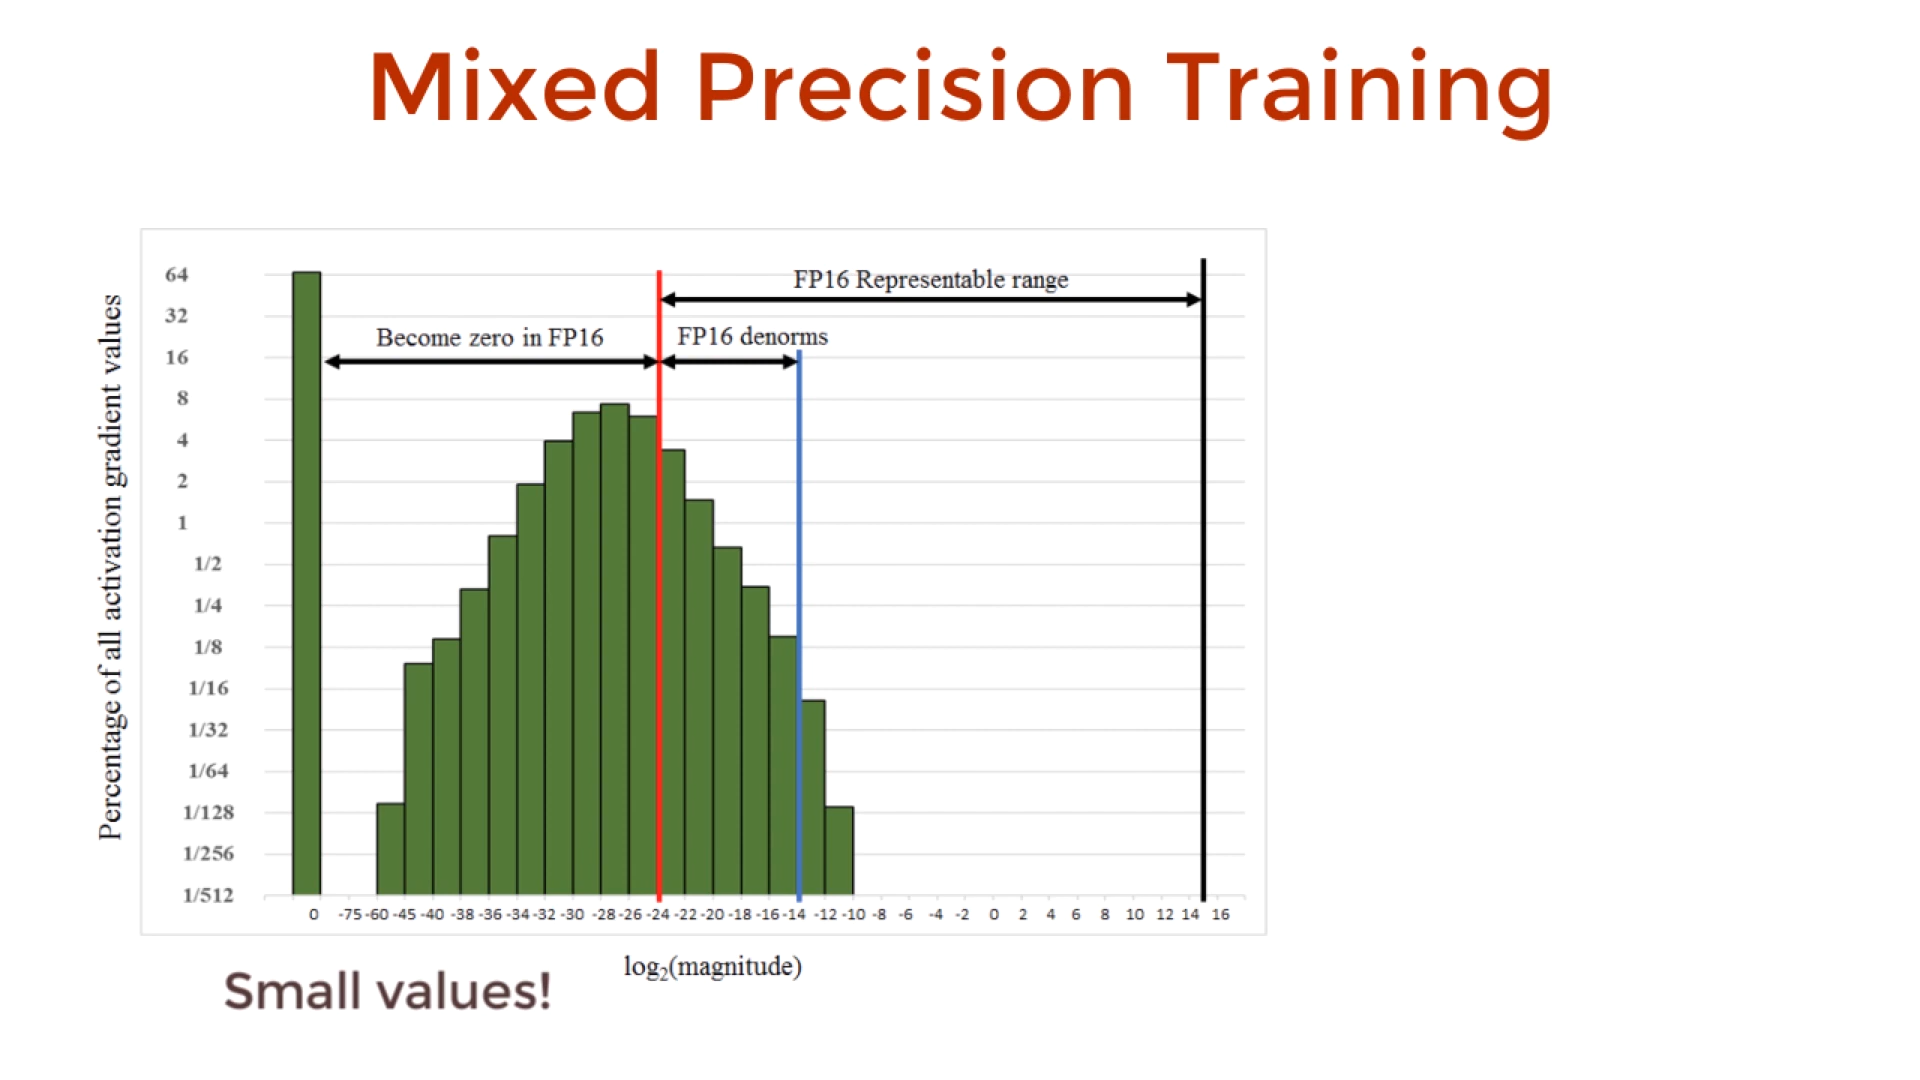 Mixed Precision Training
Percentage of all activation gradient values
64
32
16
8
4
2
1
1/2
1/4
1/8
1/16
1/32
1/64
1/128
1/256
1/512
FP16 Representable range
Become zero in FP16
FP16 denorms
0 -75 -60 -45 -40 -38 -36 -34 -32 -30 -28 -26 -24 -22 -20 -18 -16 -14 -12 -10 -8 -6 -4 -2 0 2 4 6 8 10 12 14 16
log₂(magnitude)
Small values!